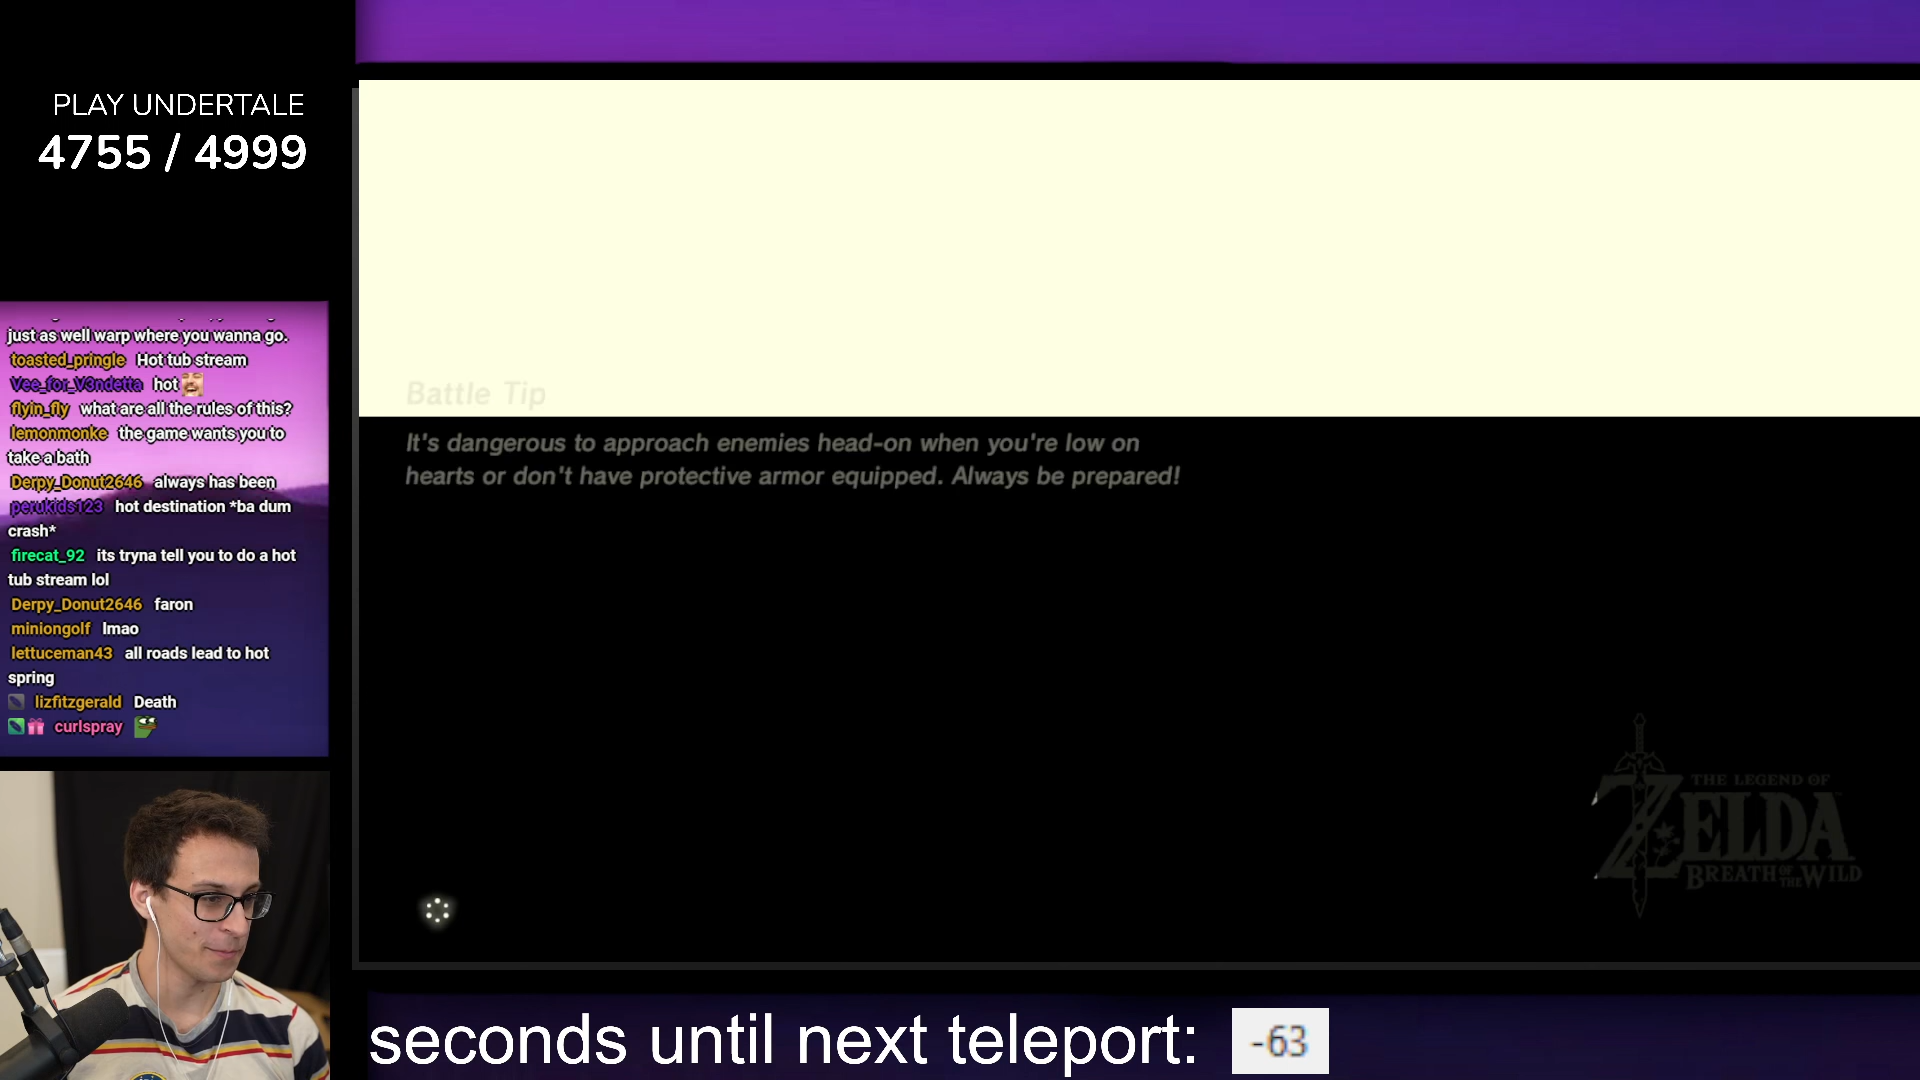 PLAY UNDERTALE
4755 / 4999
just as well warp where you wanna go.
toasted_pringle Hot tub stream
Vee_for_V3ndetta hot
flyin_fly what are all the rules of this?
lemonmonke the game wants you to
take a bath
Derpy_Donut2646 always has been
perukids123 hot destination *ba dum
crash*
firecat_92 its tryna tell you to do a hot
tub stream lol
Derpy_Donut2646 faron
miniongolf lmao
lettuceman43 all roads lead to hot
spring
lizfitzgerald Death
curlspray
Battle Tip
It's dangerous to approach enemies head-on when you're low on
hearts or don't have protective armor equipped. Always be prepared!
THE LEGEND OF
ZELDA
BREATH OF THE WILD
seconds until next teleport: -63